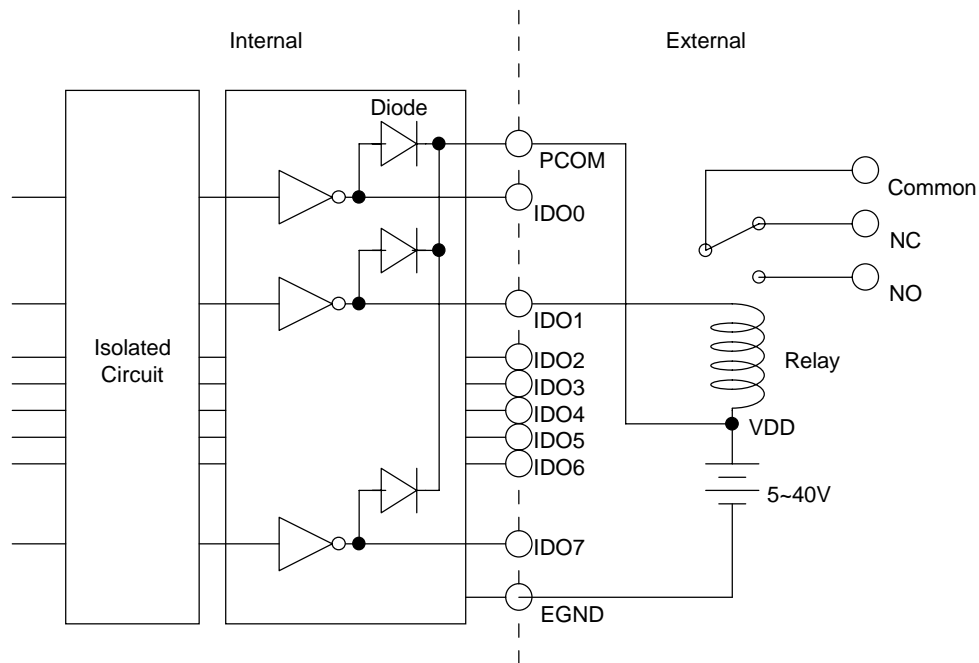 Internal
External
Diode
PCOM
Common
IDO0
NC
NO
IDO1
Isolated
Circuit
IDO2
IDO3
IDO4
IDO5
IDO6
Relay
VDD
5~40V
IDO7
EGND